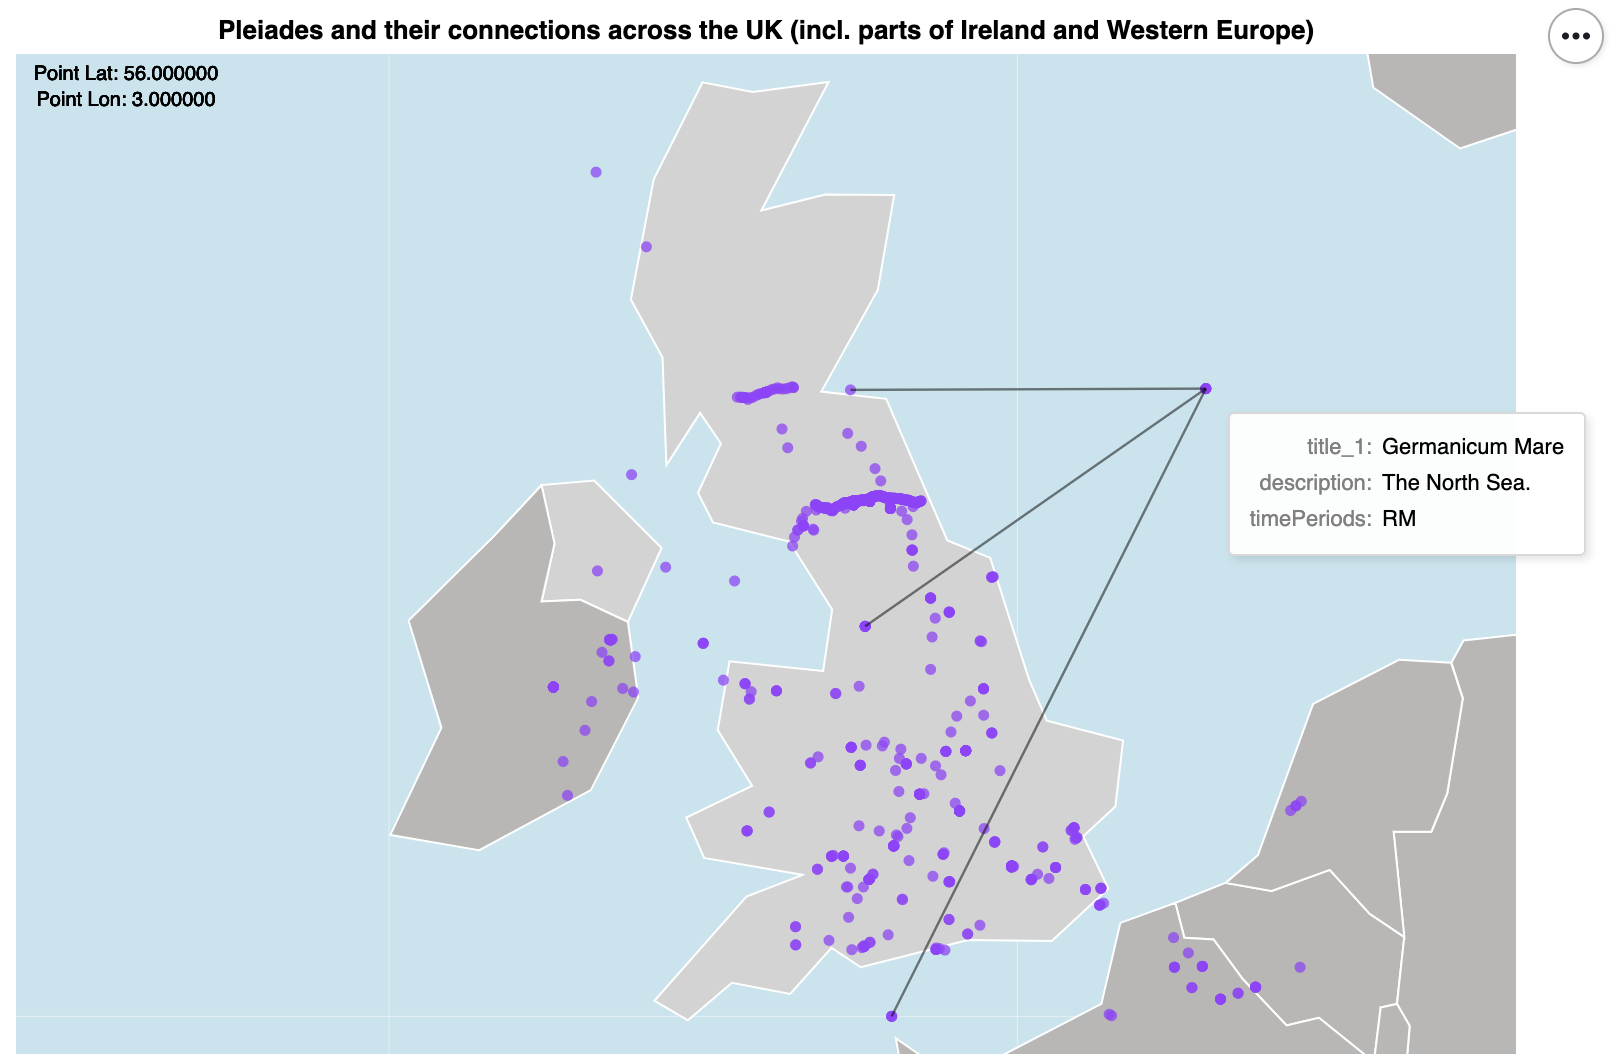 Pleiades and their connections across the UK (incl. parts of Ireland and Western Europe)
Point Lat: 56.000000
Point Lon: 3.000000
title_1: Germanicum Mare
description: The North Sea.
timePeriods: RM